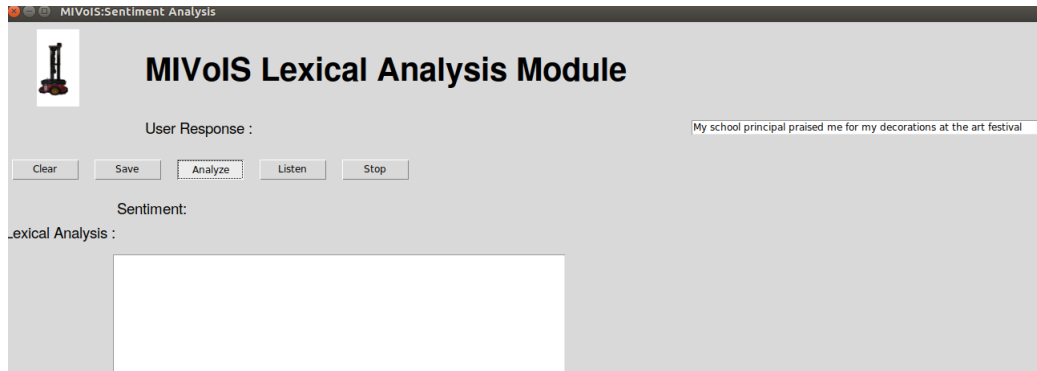 MIVoIS:Sentiment Analysis
MIVoIS Lexical Analysis Module
User Response :
My school principal praised me for my decorations at the art festival
Clear Save Analyze Listen Stop
Sentiment:
Lexical Analysis :